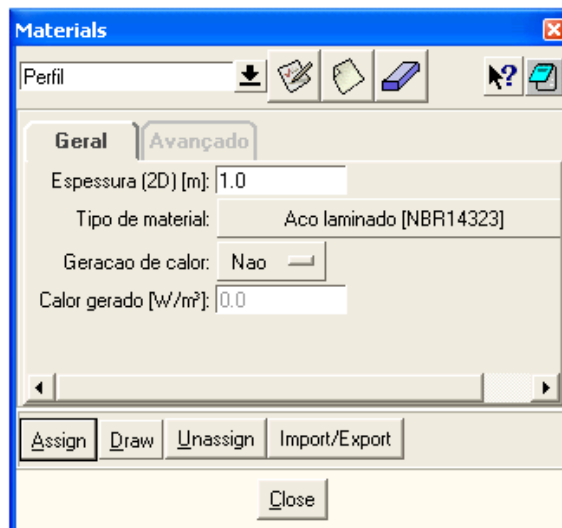 Materials
Perfil
?
Geral Avançado
Espessura (2D) [m]: 1.0
Tipo de material: Aco laminado [NBR14323]
Geracao de calor: Nao
Calor gerado [W/m³]: 0.0
Assign Draw Unassign Import/Export
Close